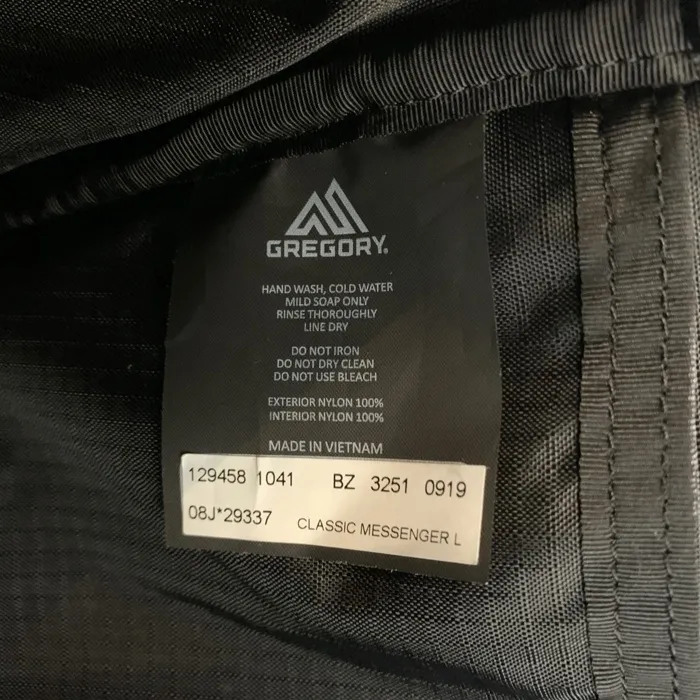 GREGORY.
HAND WASH, COLD WATER
MILD SOAP ONLY
RINSE THOROUGHLY
LINE DRY
DO NOT IRON
DO NOT DRY CLEAN
DO NOT USE BLEACH
EXTERIOR NYLON 100%
INTERIOR NYLON 100%
MADE IN VIETNAM
129458 1041 BZ 3251 0919
08J*29337 CLASSIC MESSENGER L